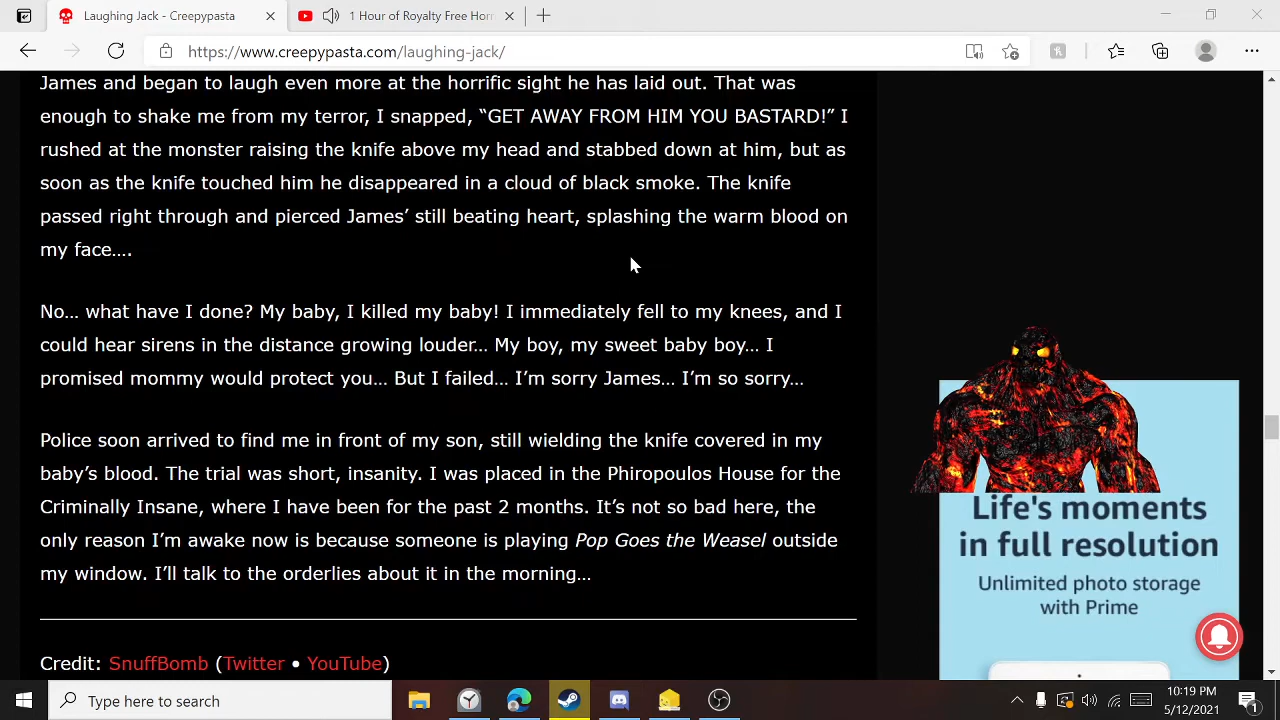 Laughing Jack - Creepypasta
1 Hour of Royalty Free Horr
https://www.creepypasta.com/laughing-jack/
James and began to laugh even more at the horrific sight he has laid out. That was
enough to shake me from my terror, I snapped, “GET AWAY FROM HIM YOU BASTARD!” I
rushed at the monster raising the knife above my head and stabbed down at him, but as
soon as the knife touched him he disappeared in a cloud of black smoke. The knife
passed right through and pierced James’ still beating heart, splashing the warm blood on
my face….
No… what have I done? My baby, I killed my baby! I immediately fell to my knees, and I
could hear sirens in the distance growing louder… My boy, my sweet baby boy… I
promised mommy would protect you… But I failed… I’m sorry James… I’m so sorry…
Police soon arrived to find me in front of my son, still wielding the knife covered in my
baby’s blood. The trial was short, insanity. I was placed in the Phiropoulos House for the
Criminally Insane, where I have been for the past 2 months. It’s not so bad here, the
only reason I’m awake now is because someone is playing Pop Goes the Weasel outside
my window. I’ll talk to the orderlies about it in the morning…
Credit: SnuffBomb (Twitter • YouTube)
Life's moments
in full resolution
Unlimited photo storage
with Prime
Type here to search
10:19 PM
5/12/2021
1